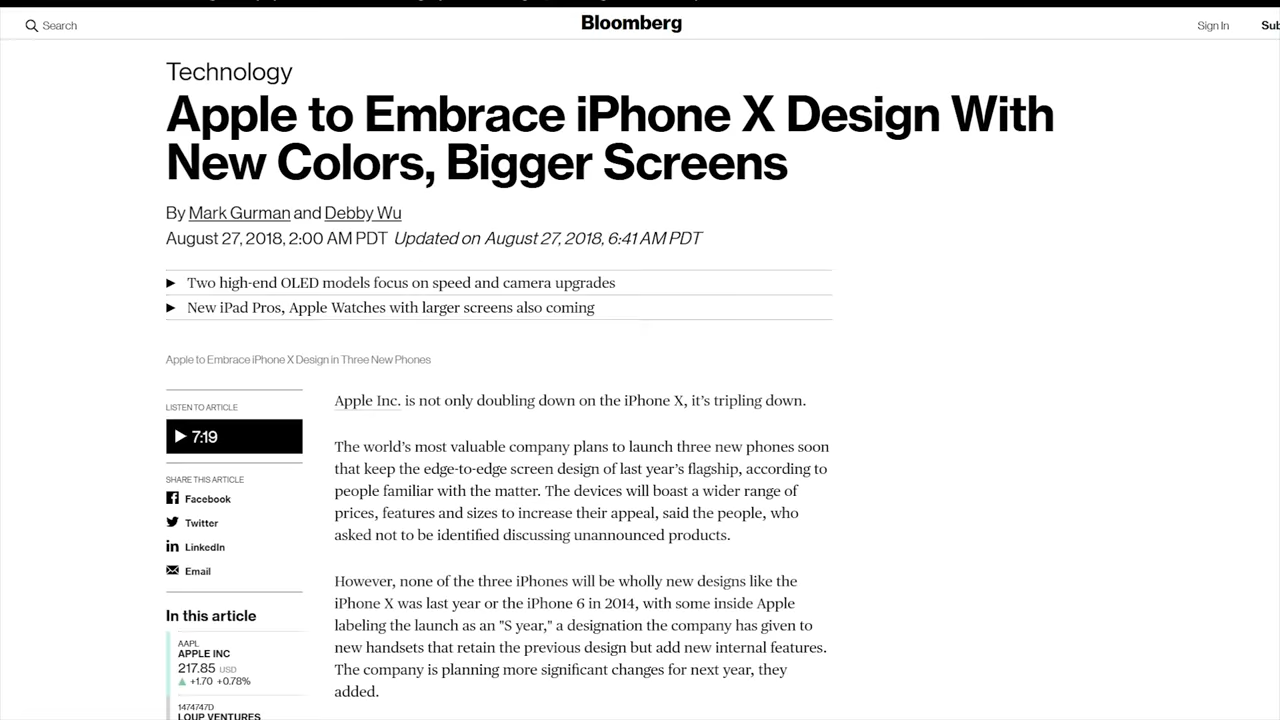 Search
Bloomberg
Sign In
Technology
Apple to Embrace iPhone X Design With
New Colors, Bigger Screens
By Mark Gurman and Debby Wu
August 27, 2018, 2:00 AM PDT Updated on August 27, 2018, 6:41 AM PDT
► Two high-end OLED models focus on speed and camera upgrades
► New iPad Pros, Apple Watches with larger screens also coming
Apple to Embrace iPhone X Design in Three New Phones
LISTEN TO ARTICLE
7:19
SHARE THIS ARTICLE
Facebook
Twitter
LinkedIn
Email
In this article
AAPL
APPLE INC
217.85 USD
▲ +1.70 +0.78%
1474747D
LOUP VENTURES
Apple Inc. is not only doubling down on the iPhone X, it’s tripling down.
The world’s most valuable company plans to launch three new phones soon
that keep the edge-to-edge screen design of last year’s flagship, according to
people familiar with the matter. The devices will boast a wider range of
prices, features and sizes to increase their appeal, said the people, who
asked not to be identified discussing unannounced products.
However, none of the three iPhones will be wholly new designs like the
iPhone X was last year or the iPhone 6 in 2014, with some inside Apple
labeling the launch as an "S year," a designation the company has given to
new handsets that retain the previous design but add new internal features.
The company is planning more significant changes for next year, they
added.